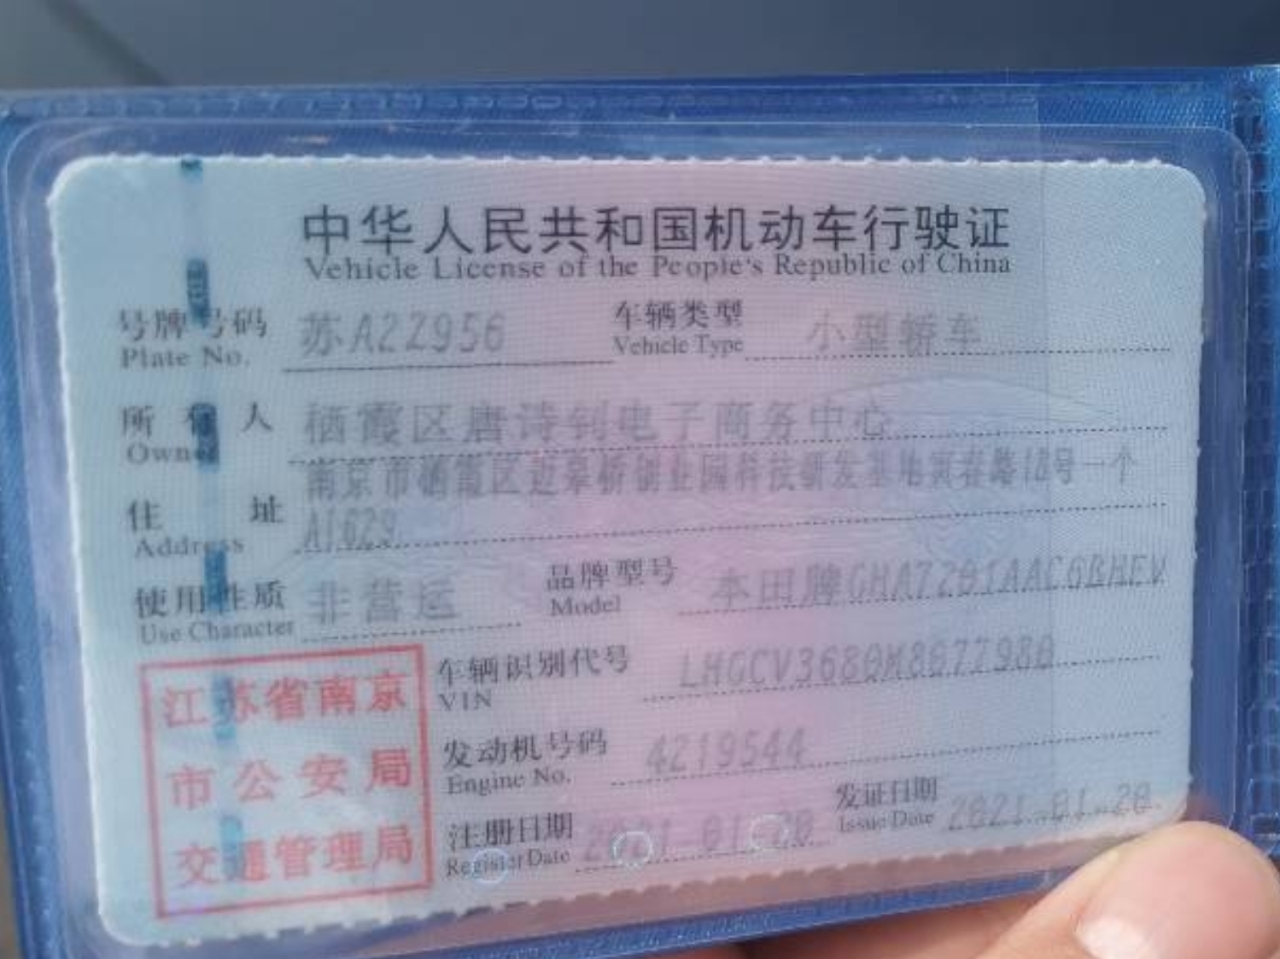 中华人民共和国机动车行驶证
Vehicle License of the People's Republic of China
号牌号码 苏A2Z956 车辆类型 小型轿车
Plate No. Vehicle Type
所有人 栖霞区唐诗钊电子商务中心
Owner
南京市栖霞区迈皋桥创业园科技研发基地寅春路18号一个
住址 A1629
Address
使用性质 非营运 品牌型号 本田牌
Use Character Model
江苏省南京 车辆识别代号
VIN
市公安局 发动机号码 4219544
Engine No.
交通管理局 注册日期 2021-01-20 发证日期 2021-01-20
Register Date Issue Date